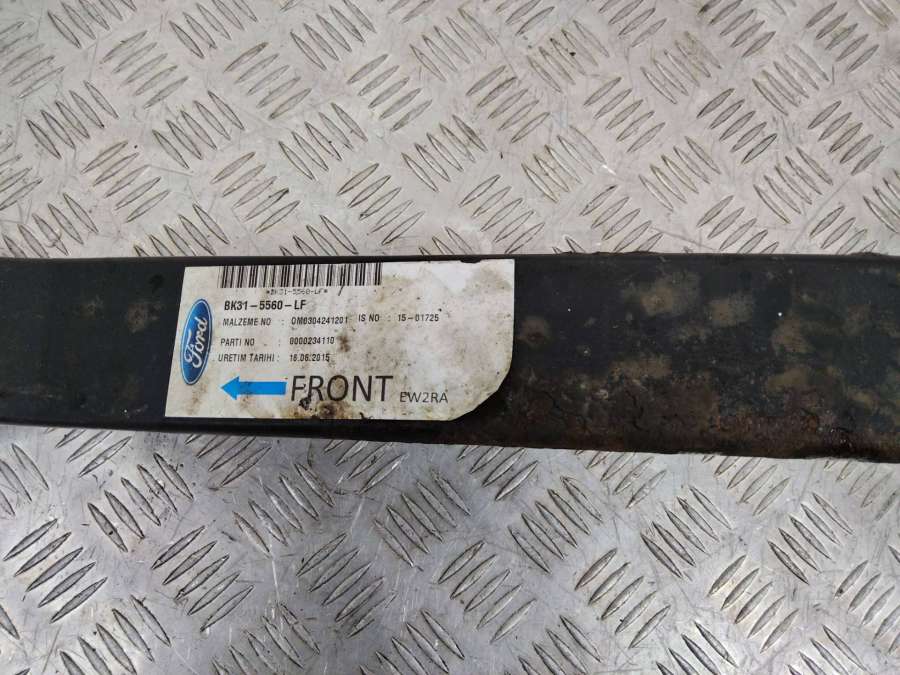 *BK31-5560-LF*
BK31-5560-LF
MALZEME NO : OM0304241201 IS NO : 15-01725
PARTI NO : 0000234110
URETIM TARIHI : 16.06.2015
Ford
FRONT EW2RA